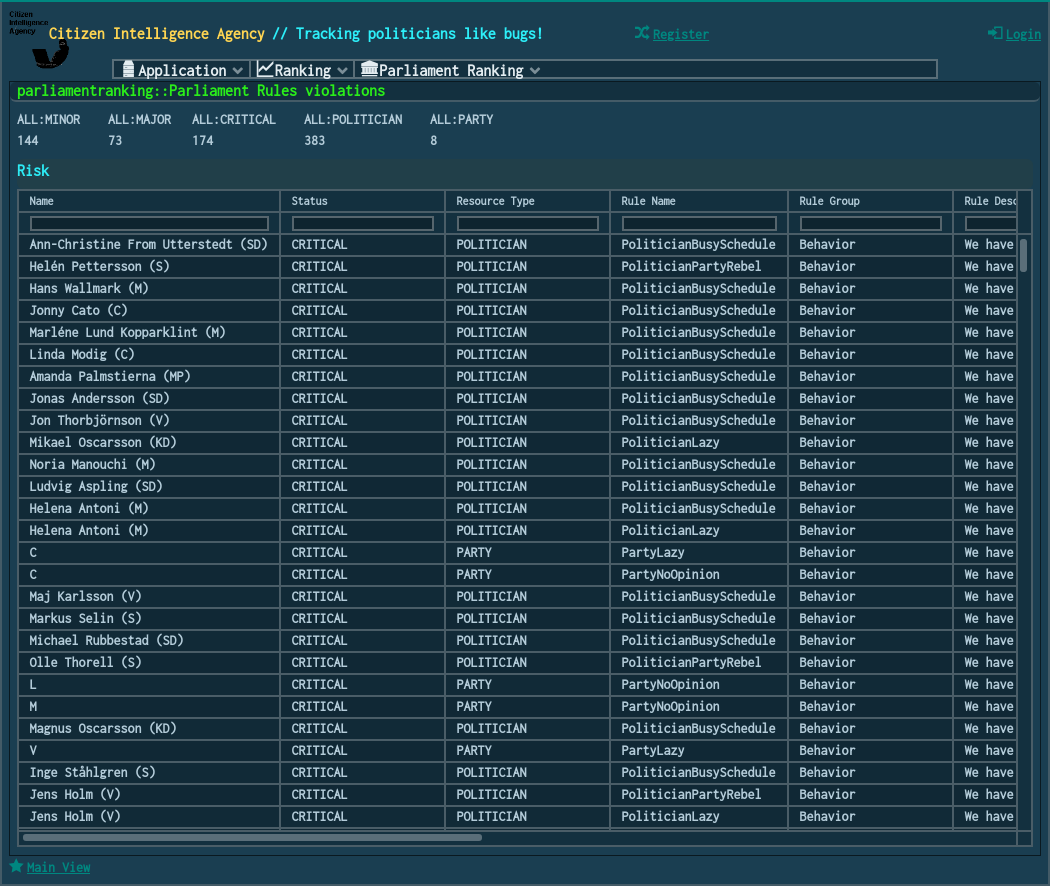 Citizen
Intelligence
Agency
Citizen Intelligence Agency // Tracking politicians like bugs!
Register
Login
Application Ranking Parliament Ranking
parliamentranking::Parliament Rules violations
ALL:MINOR ALL:MAJOR ALL:CRITICAL ALL:POLITICIAN ALL:PARTY
144 73 174 383 8
Risk
Name Status Resource Type Rule Name Rule Group Rule Desc
Ann-Christine From Utterstedt (SD) CRITICAL POLITICIAN PoliticianBusySchedule Behavior We have
Helén Pettersson (S) CRITICAL POLITICIAN PoliticianPartyRebel Behavior We have
Hans Wallmark (M) CRITICAL POLITICIAN PoliticianBusySchedule Behavior We have
Jonny Cato (C) CRITICAL POLITICIAN PoliticianBusySchedule Behavior We have
Marléne Lund Kopparklint (M) CRITICAL POLITICIAN PoliticianBusySchedule Behavior We have
Linda Modig (C) CRITICAL POLITICIAN PoliticianBusySchedule Behavior We have
Amanda Palmstierna (MP) CRITICAL POLITICIAN PoliticianBusySchedule Behavior We have
Jonas Andersson (SD) CRITICAL POLITICIAN PoliticianBusySchedule Behavior We have
Jon Thorbjörnson (V) CRITICAL POLITICIAN PoliticianBusySchedule Behavior We have
Mikael Oscarsson (KD) CRITICAL POLITICIAN PoliticianLazy Behavior We have
Noria Manouchi (M) CRITICAL POLITICIAN PoliticianBusySchedule Behavior We have
Ludvig Aspling (SD) CRITICAL POLITICIAN PoliticianBusySchedule Behavior We have
Helena Antoni (M) CRITICAL POLITICIAN PoliticianBusySchedule Behavior We have
Helena Antoni (M) CRITICAL POLITICIAN PoliticianLazy Behavior We have
C CRITICAL PARTY PartyLazy Behavior We have
C CRITICAL PARTY PartyNoOpinion Behavior We have
Maj Karlsson (V) CRITICAL POLITICIAN PoliticianBusySchedule Behavior We have
Markus Selin (S) CRITICAL POLITICIAN PoliticianBusySchedule Behavior We have
Michael Rubbestad (SD) CRITICAL POLITICIAN PoliticianBusySchedule Behavior We have
Olle Thorell (S) CRITICAL POLITICIAN PoliticianPartyRebel Behavior We have
L CRITICAL PARTY PartyNoOpinion Behavior We have
M CRITICAL PARTY PartyNoOpinion Behavior We have
Magnus Oscarsson (KD) CRITICAL POLITICIAN PoliticianBusySchedule Behavior We have
V CRITICAL PARTY PartyLazy Behavior We have
Inge Ståhlgren (S) CRITICAL POLITICIAN PoliticianBusySchedule Behavior We have
Jens Holm (V) CRITICAL POLITICIAN PoliticianPartyRebel Behavior We have
Jens Holm (V) CRITICAL POLITICIAN PoliticianLazy Behavior We have
Main View